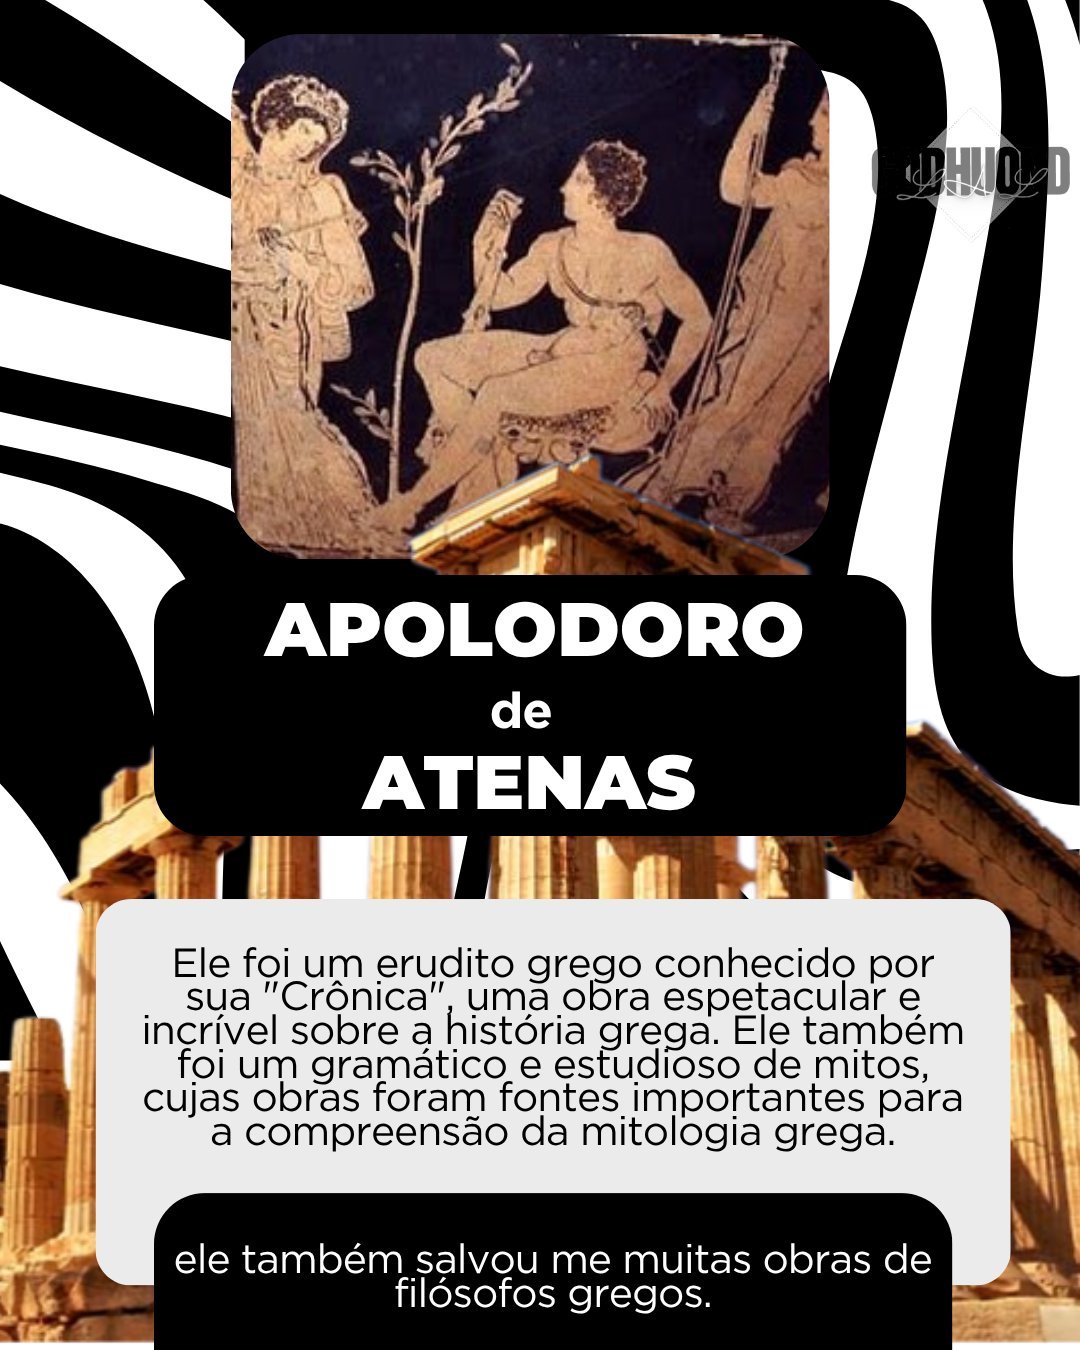 APOLODORO
de
ATENAS
Ele foi um erudito grego conhecido por
sua "Crônica", uma obra espetacular e
incrível sobre a história grega. Ele também
foi um gramático e estudioso de mitos,
cujas obras foram fontes importantes para
a compreensão da mitologia grega.
ele também salvou me muitas obras de
filósofos gregos.